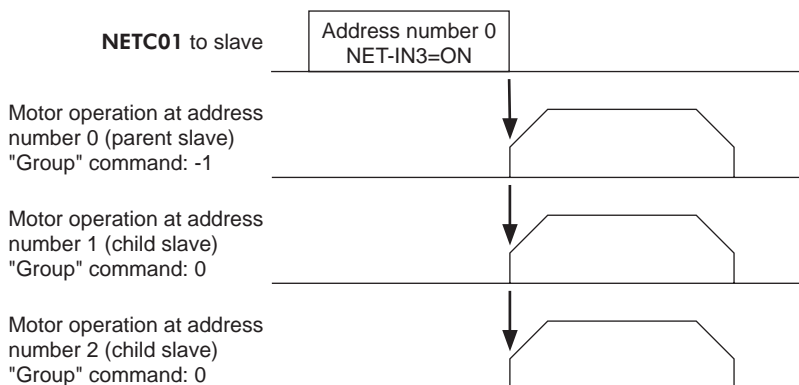 NETC01 to slave
Address number 0
NET-IN3=ON
Motor operation at address
number 0 (parent slave)
"Group" command: -1
Motor operation at address
number 1 (child slave)
"Group" command: 0
Motor operation at address
number 2 (child slave)
"Group" command: 0